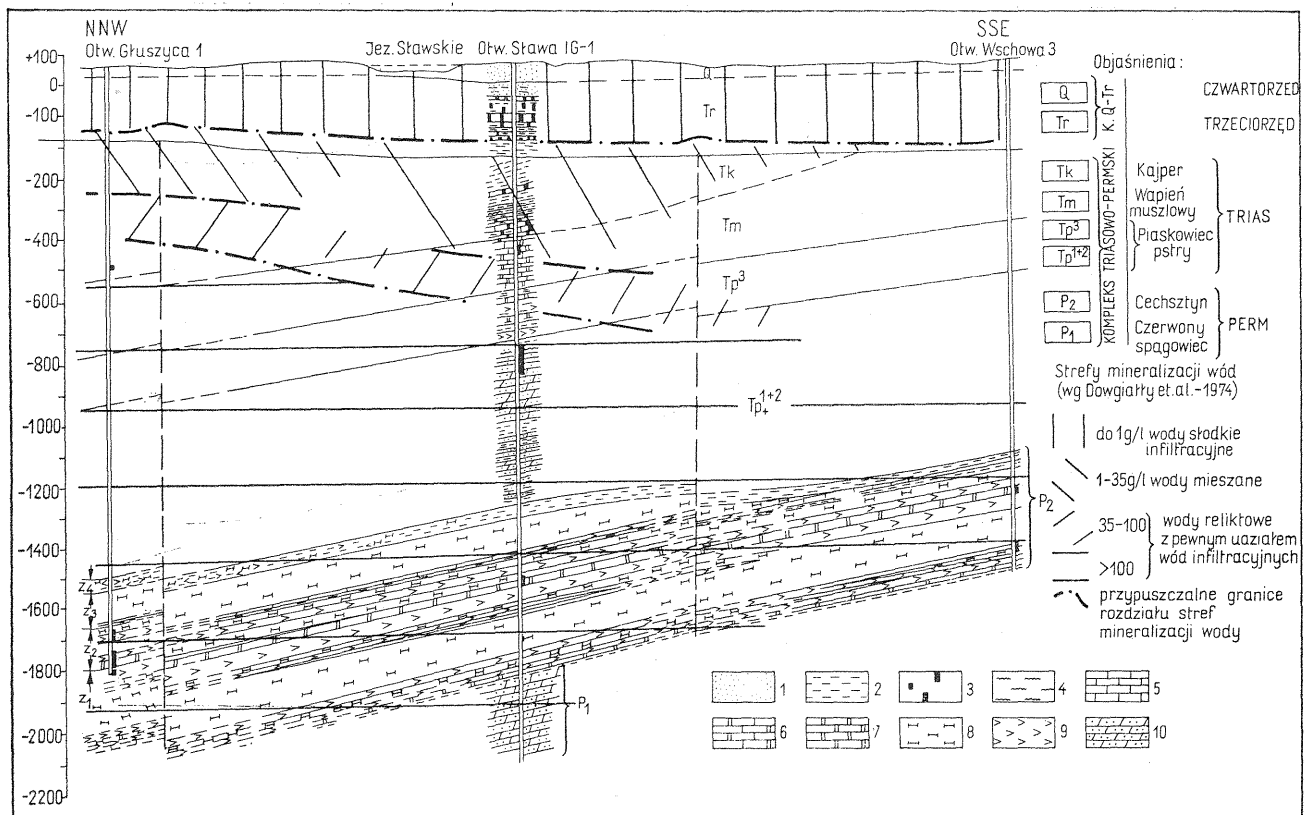 NNW
SSE
Otw. Głuszyca 1
Jez. Sławskie
Otw. Sława IG-1
Otw. Wschowa 3
+100
0
-100
-200
-400
-600
-800
-1000
-1200
-1400
-1600
-1800
-2000
-2200
Q
Tr
Tk
Tm
Tp³
Tp¹⁺²
P₂
P₁
Z₄
Z₃
Z₂
Z₁
Objaśnienia :
Q
CZWARTORZĘD
Tr
TRZECIORZĘD
K. Q-Tr
Tk
Kajper
Tm
Wapień
muszlowy
Tp³
Piaskowiec
Tp¹⁺²
pstry
TRIAS
KOMPLEKS TRIASOWO-PERMSKI
P₂
Cechsztyn
P₁
Czerwony
spągowiec
PERM
Strefy mineralizacji wód
(wg Dowgiałły et.al.-1974)
do 1g/l wody słodkie
infiltracyjne
1-35g/l wody mieszane
35-100
>100
wody reliktowe
z pewnym udziałem
wód infiltracyjnych
przypuszczalne granice
rozdziału stref
mineralizacji wody
1
2
3
4
5
6
7
8
9
10